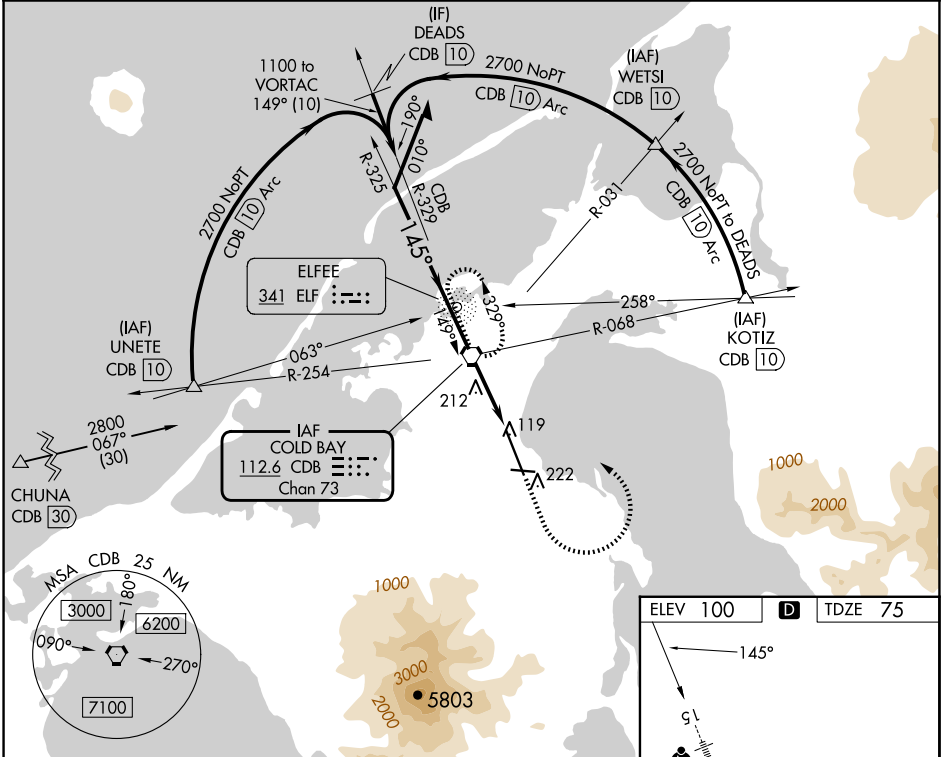 (IF)
DEADS
CDB 10
1100 to
VORTAC
149° (10)
2700 NoPT
CDB 10 Arc
(IAF)
WETSI
CDB 10
2700 NoPT
CDB 10 Arc
190°
010°
R-325
CDB
R-329
145°
R-031
2700 NoPT to DEADS
CDB 10 Arc
ELFEE
341 ELF
149°
329°
258°
R-068
(IAF)
KOTIZ
CDB 10
(IAF)
UNETE
CDB 10
063°
R-254
2800
067°
(30)
CHUNA
CDB 30
IAF
COLD BAY
112.6 CDB
Chan 73
212
119
222
1000
2000
MSA CDB 25 NM
3000
180°
6200
090°
270°
7100
1000
3000
2000
5803
ELEV 100
D
TDZE 75
145°
15